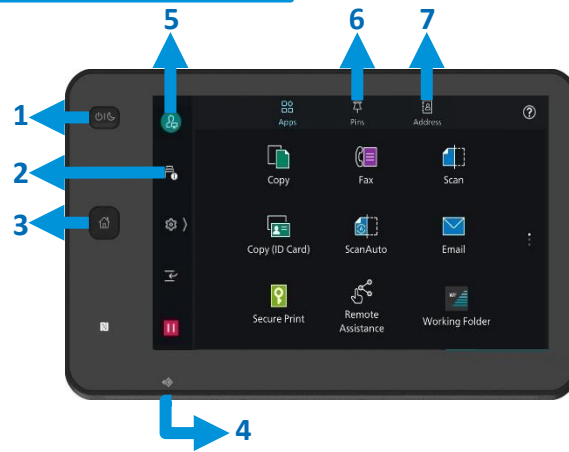 5 6 7
1
2
3
4
Apps Pins Address
Copy Fax Scan
Copy (ID Card) ScanAuto Email
Secure Print Remote Assistance Working Folder